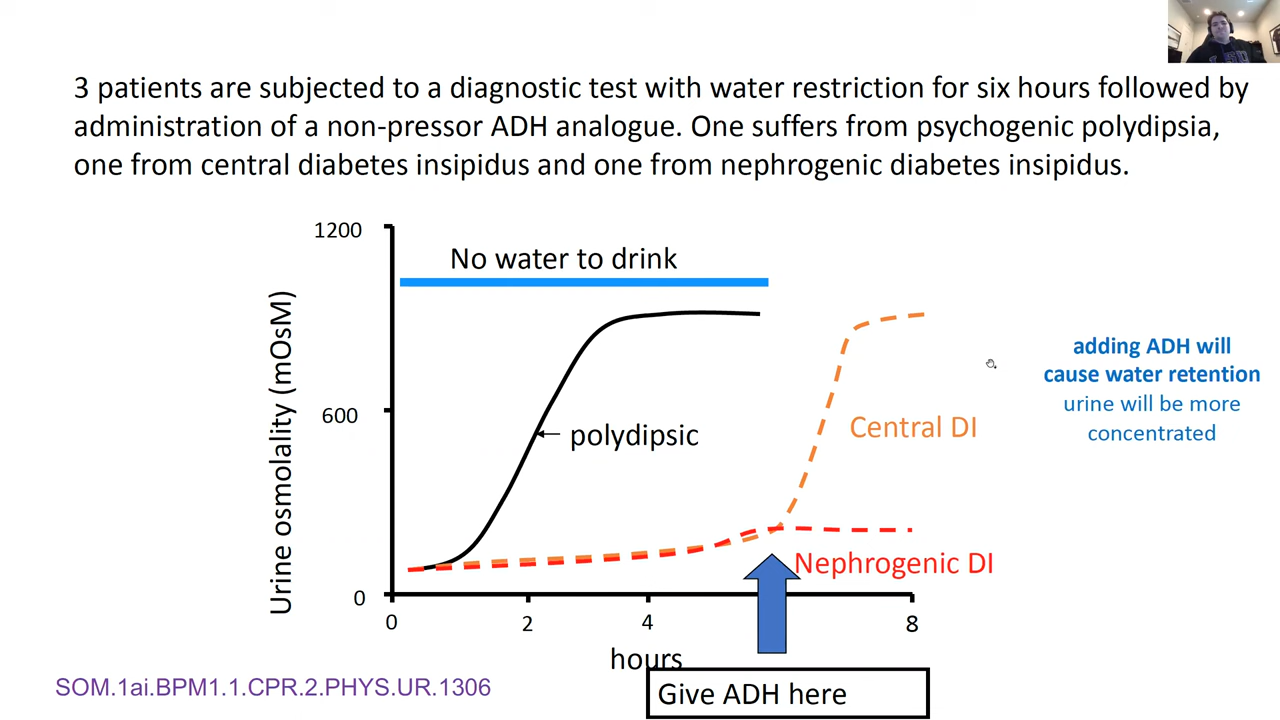 3 patients are subjected to a diagnostic test with water restriction for six hours followed by
administration of a non-pressor ADH analogue. One suffers from psychogenic polydipsia,
one from central diabetes insipidus and one from nephrogenic diabetes insipidus.
1200
No water to drink
Urine osmolality (mOsM)
adding ADH will
cause water retention
urine will be more
concentrated
600
polydipsic
Central DI
Nephrogenic DI
0
0
2
4
8
hours
SOM.1ai.BPM1.1.CPR.2.PHYS.UR.1306
Give ADH here